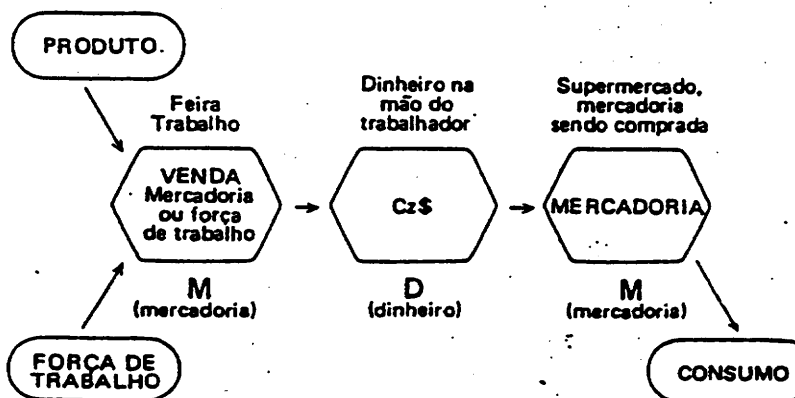 PRODUTO.
Feira
Trabalho
Dinheiro na
mão do
trabalhador
Supermercado,
mercadoria
sendo comprada
VENDA
Mercadoria
ou força
de trabalho
Cz$
MERCADORIA
M
(mercadoria)
D
(dinheiro)
M
(mercadoria)
FORÇA DE
TRABALHO
CONSUMO